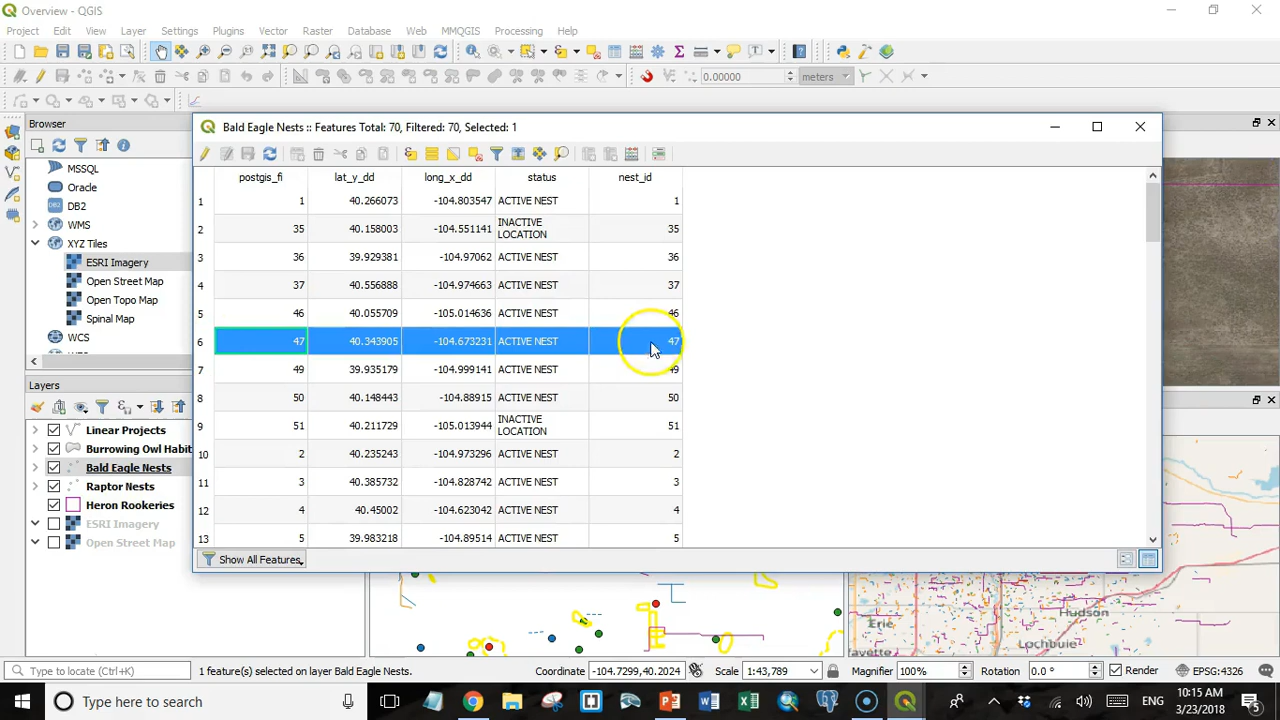 Overview - QGIS
Project Edit View Layer Settings Plugins Vector Raster Database Web MMQGIS Processing Help
0.00000 meters
Browser
MSSQL
Oracle
DB2
WMS
XYZ Tiles
ESRI Imagery
Open Street Map
Open Topo Map
Spinal Map
WCS
Layers
Linear Projects
Burrowing Owl Habit
Bald Eagle Nests
Raptor Nests
Heron Rookeries
ESRI Imagery
Open Street Map
Bald Eagle Nests :: Features Total: 70, Filtered: 70, Selected: 1
postgis_fi lat_y_dd long_x_dd status nest_id
1 1 40.266073 -104.803547 ACTIVE NEST 1
2 35 40.158003 -104.551141 INACTIVE LOCATION 35
3 36 39.929381 -104.97062 ACTIVE NEST 36
4 37 40.556888 -104.974663 ACTIVE NEST 37
5 46 40.055709 -105.014636 ACTIVE NEST 46
6 47 40.343905 -104.673231 ACTIVE NEST 47
7 49 39.935179 -104.999141 ACTIVE NEST 49
8 50 40.148443 -104.88915 ACTIVE NEST 50
9 51 40.211729 -105.013944 INACTIVE LOCATION 51
10 2 40.235243 -104.973296 ACTIVE NEST 2
11 3 40.385732 -104.828742 ACTIVE NEST 3
12 4 40.45002 -104.623042 ACTIVE NEST 4
13 5 39.983218 -104.89514 ACTIVE NEST 5
Show All Features
Hudson
Erie
Lochbuie
fayette
Type to locate (Ctrl+K) 1 feature(s) selected on layer Bald Eagle Nests. Coordinate -104.7299,40.2024 Scale 1:43,789 Magnifier 100% Rotation 0.0 ° Render EPSG:4326
Type here to search
ENG
10:15 AM
3/23/2018
5